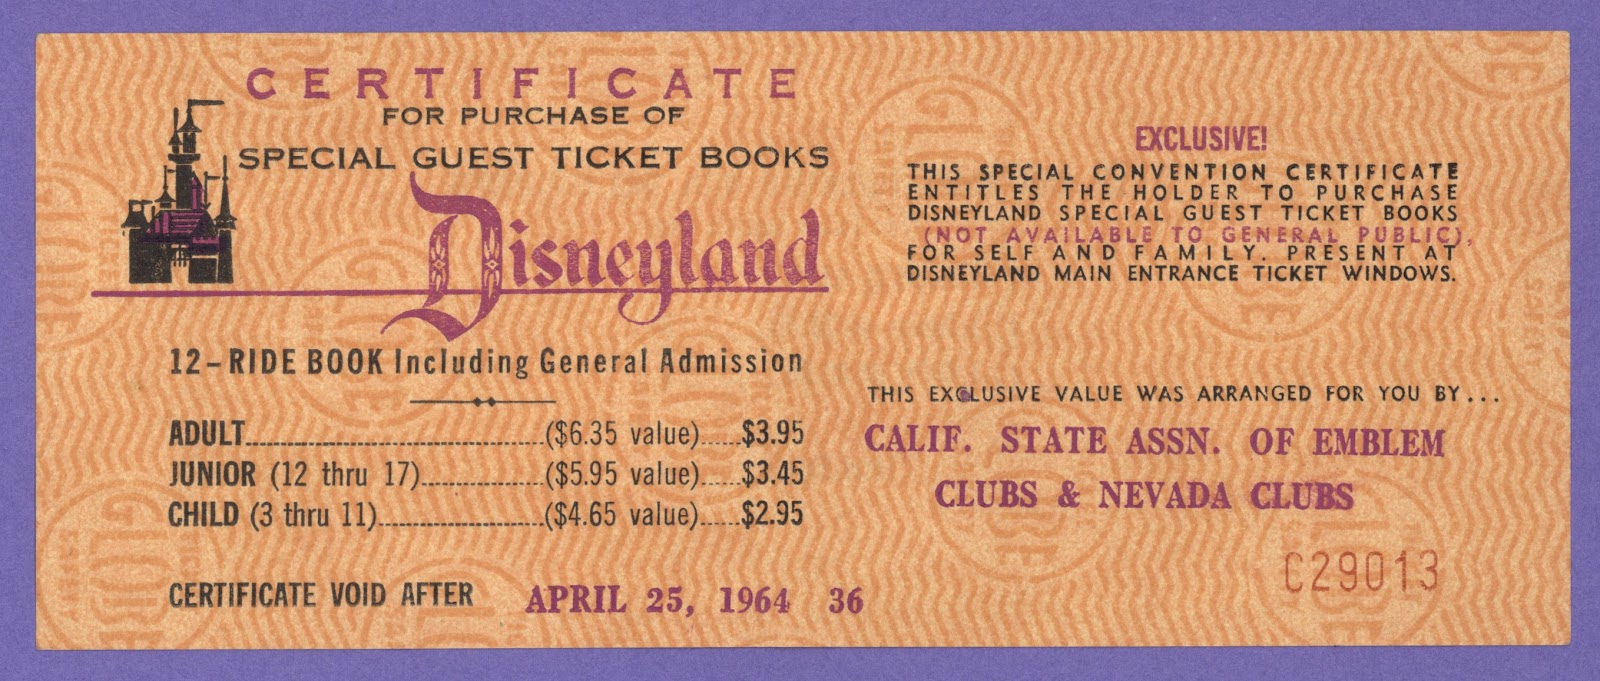 CERTIFICATE
FOR PURCHASE OF
SPECIAL GUEST TICKET BOOKS
Disneyland
12-RIDE BOOK Including General Admission
ADULT......($6.35 value)......$3.95
JUNIOR (12 thru 17)......($5.95 value)......$3.45
CHILD (3 thru 11)......($4.65 value)......$2.95
CERTIFICATE VOID AFTER APRIL 25, 1964 36
EXCLUSIVE!
THIS SPECIAL CONVENTION CERTIFICATE
ENTITLES THE HOLDER TO PURCHASE
DISNEYLAND SPECIAL GUEST TICKET BOOKS
(NOT AVAILABLE TO GENERAL PUBLIC),
FOR SELF AND FAMILY. PRESENT AT
DISNEYLAND MAIN ENTRANCE TICKET WINDOWS.
THIS EXCLUSIVE VALUE WAS ARRANGED FOR YOU BY...
CALIF. STATE ASSN. OF EMBLEM
CLUBS & NEVADA CLUBS
C29013